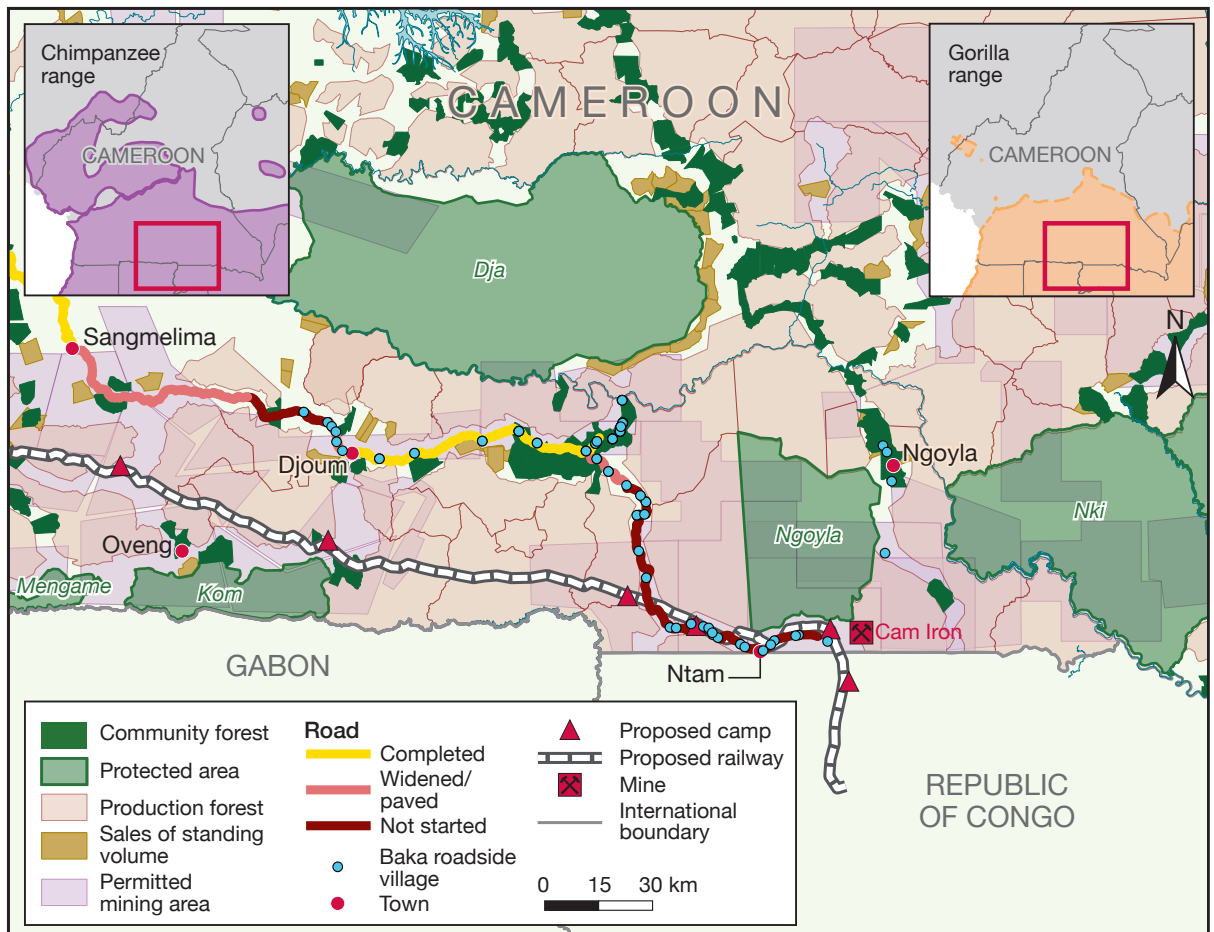 Chimpanzee
range
CAMEROON
CAMEROON
Gorilla
range
CAMEROON
Dja
N
Sangmelima
Djoum
Ngoyla
Oveng
Ngoyla
Nki
Mengame
Kom
Cam Iron
GABON
Ntam
REPUBLIC
OF CONGO
Community forest
Protected area
Production forest
Sales of standing
volume
Permitted
mining area
Road
Completed
Widened/
paved
Not started
Baka roadside
village
Town
Proposed camp
Proposed railway
Mine
International
boundary
0 15 30 km